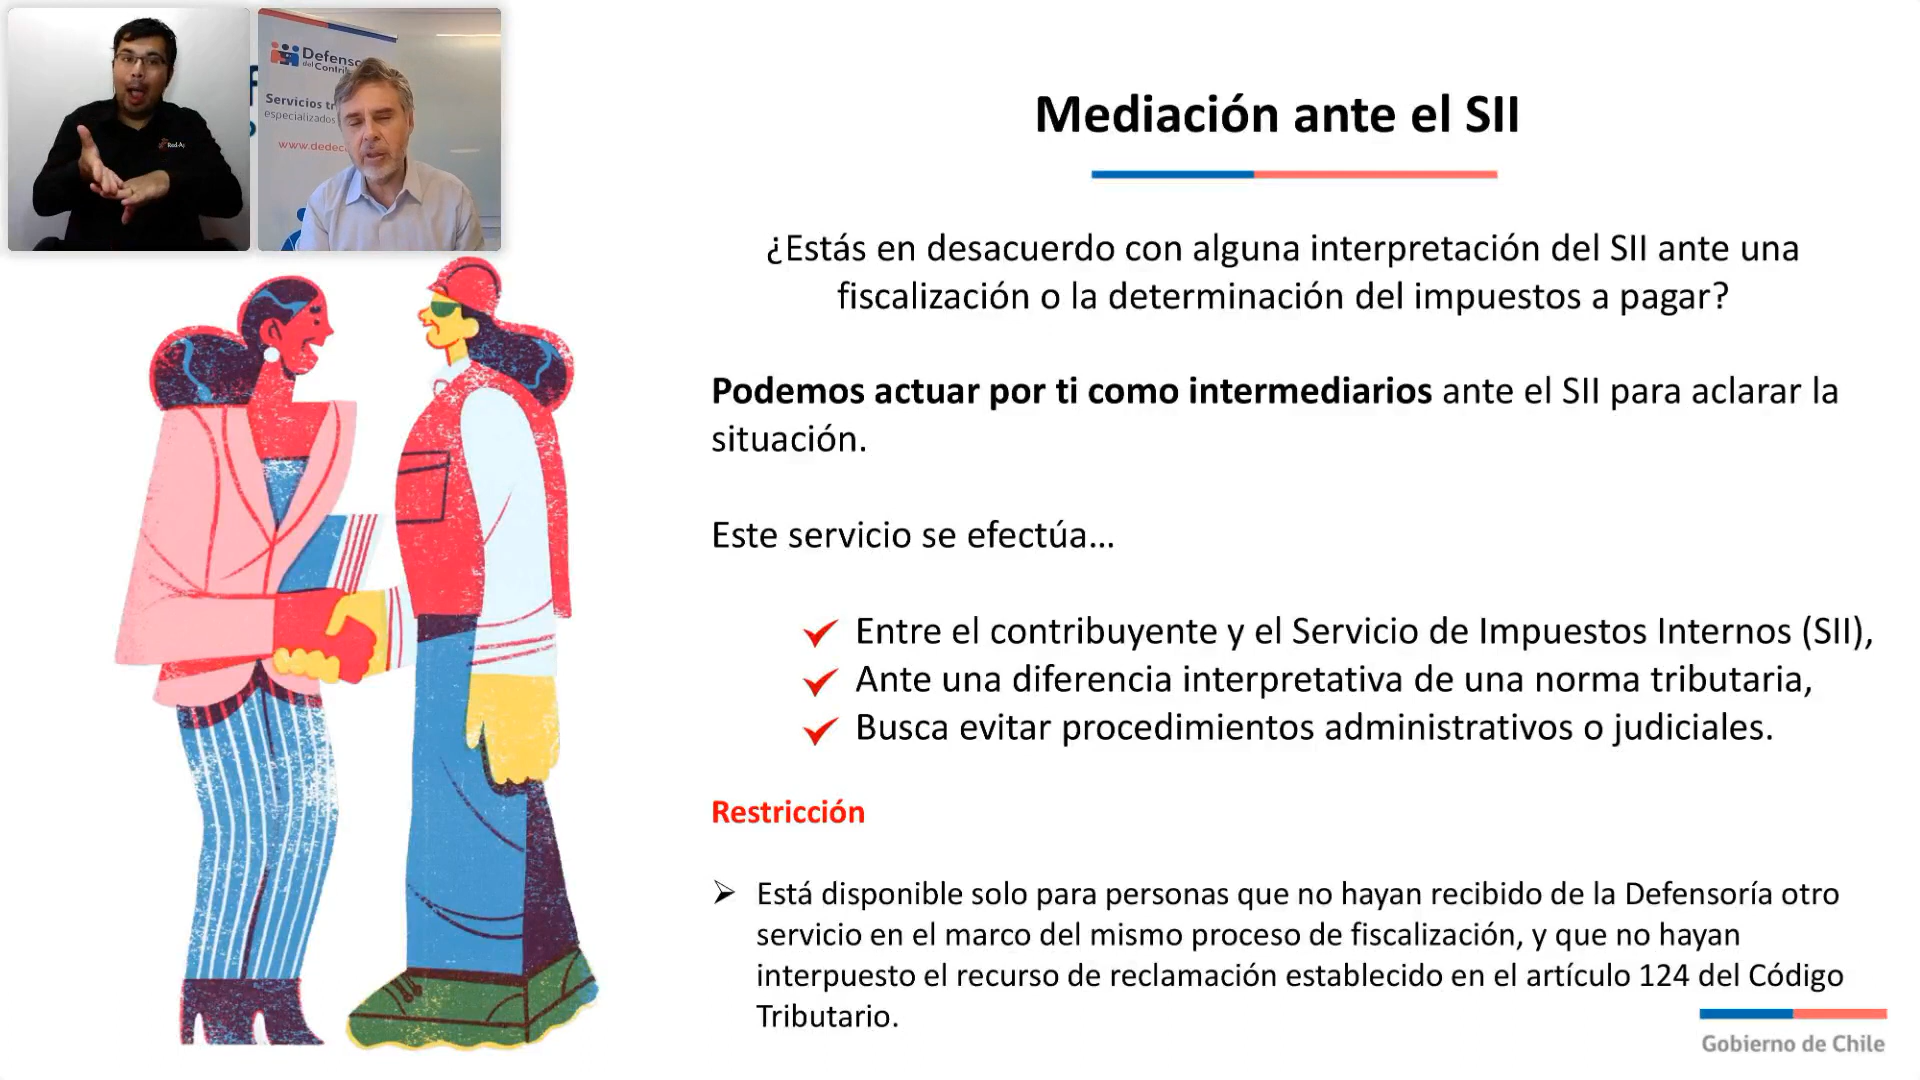 Defenso
del Contrib
Servicios tr
especializados
www.dedec
Mediación ante el SII
¿Estás en desacuerdo con alguna interpretación del SII ante una
fiscalización o la determinación del impuestos a pagar?
Podemos actuar por ti como intermediarios ante el SII para aclarar la
situación.
Este servicio se efectúa...
Entre el contribuyente y el Servicio de Impuestos Internos (SII),
Ante una diferencia interpretativa de una norma tributaria,
Busca evitar procedimientos administrativos o judiciales.
Restricción
Está disponible solo para personas que no hayan recibido de la Defensoría otro
servicio en el marco del mismo proceso de fiscalización, y que no hayan
interpuesto el recurso de reclamación establecido en el artículo 124 del Código
Tributario.
Gobierno de Chile